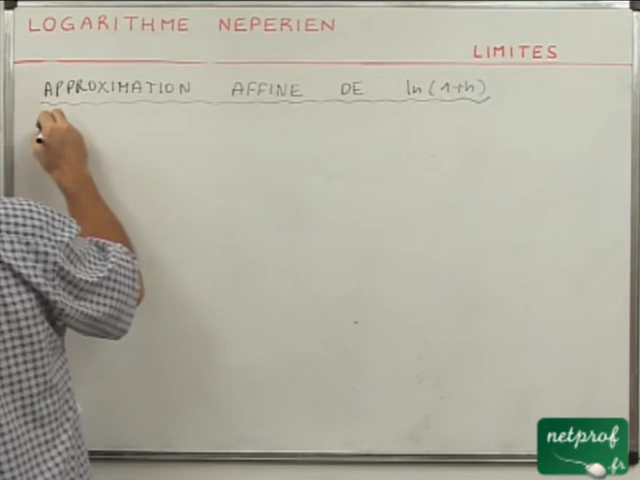 LOGARITHME NEPERIEN
LIMITES
APPROXIMATION AFFINE DE ln(1+h)
netprof
.fr